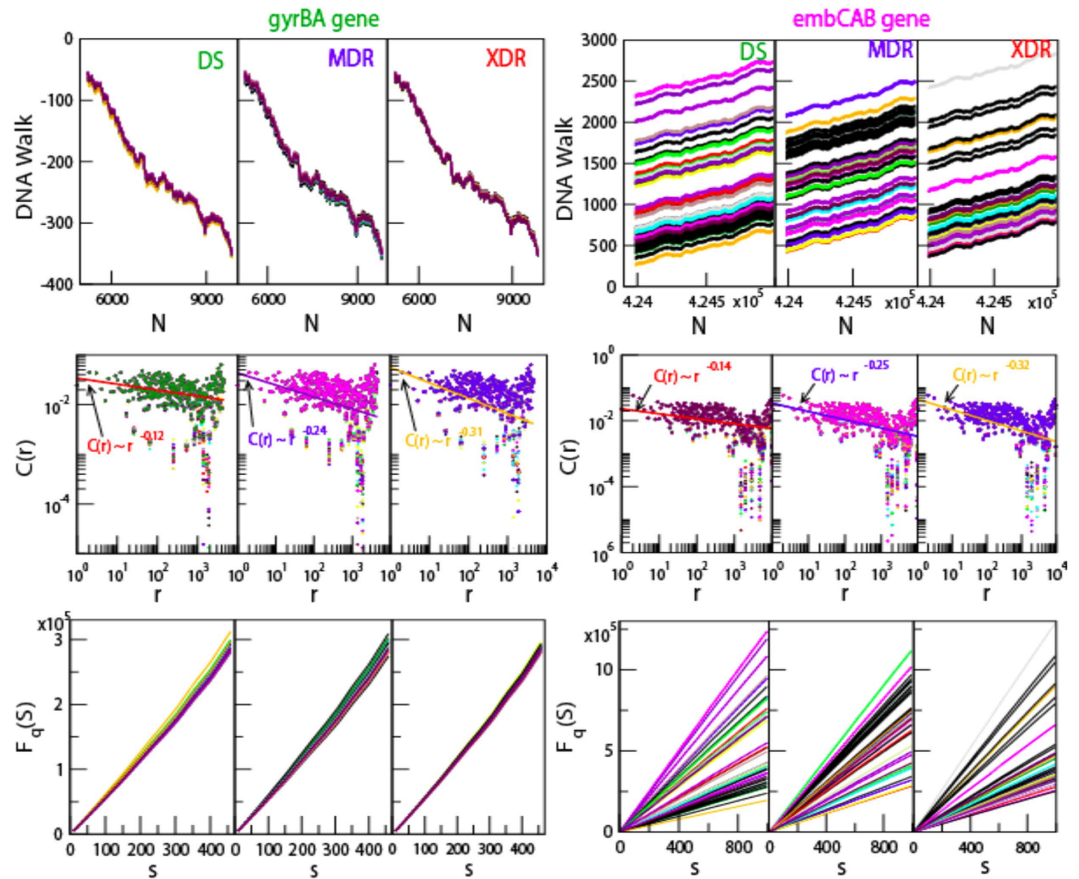 gyrBA gene
embCAB gene
DS
MDR
XDR
DS
MDR
XDR
DNA Walk
0
-100
-200
-300
-400
6000
9000
6000
9000
6000
9000
N
N
N
DNA Walk
3000
2500
2000
1500
1000
500
0
4.24
4.245
x10^5
4.24
4.245
x10^5
4.24
4.245
x10^5
N
N
N
C(r)
10^-2
10^-4
C(r) ~ r^-0.12
C(r) ~ r^-0.24
C(r) ~ r^-0.31
10^0
10^1
10^2
10^3
10^0
10^1
10^2
10^3
10^0
10^1
10^2
10^3
10^4
r
r
r
C(r)
10^0
10^-2
10^-4
10^6
C(r) ~ r^-0.14
C(r) ~ r^-0.25
C(r) ~ r^-0.32
10^0
10^1
10^2
10^3
10^0
10^1
10^2
10^3
10^0
10^1
10^2
10^3
10^4
r
r
r
F_q(S)
x10^5
3
2
1
0
0
100
200
300
400
0
100
200
300
400
0
100
200
300
400
s
s
s
F_q(S)
x10^5
10
5
0
0
400
800
0
400
800
0
400
800
s
s
s